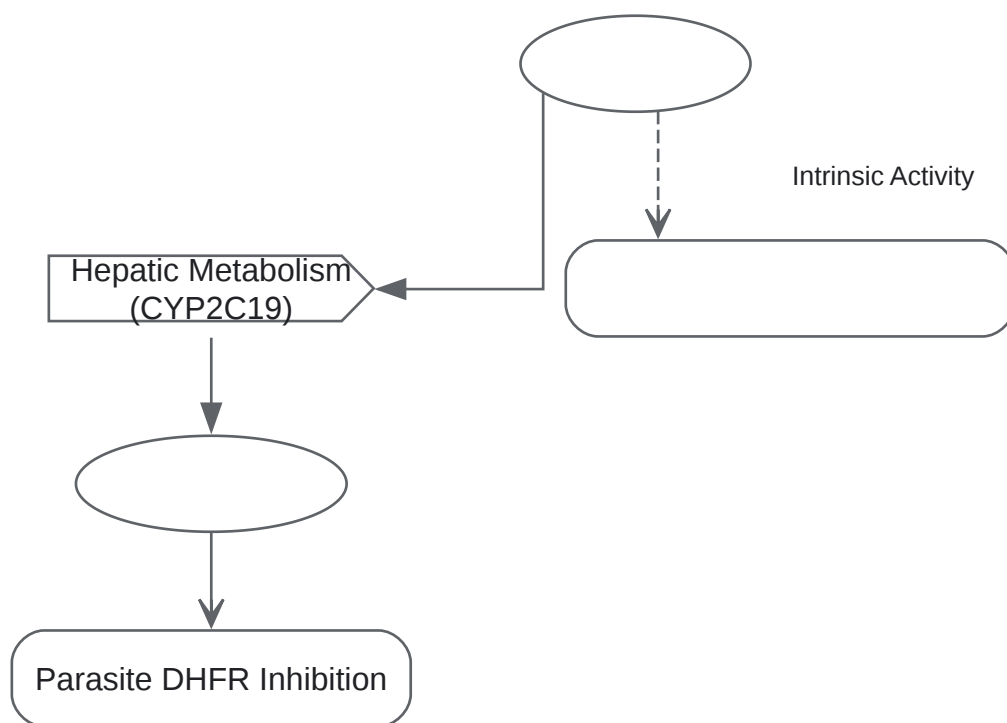 Intrinsic Activity
Hepatic Metabolism
(CYP2C19)
Parasite DHFR Inhibition